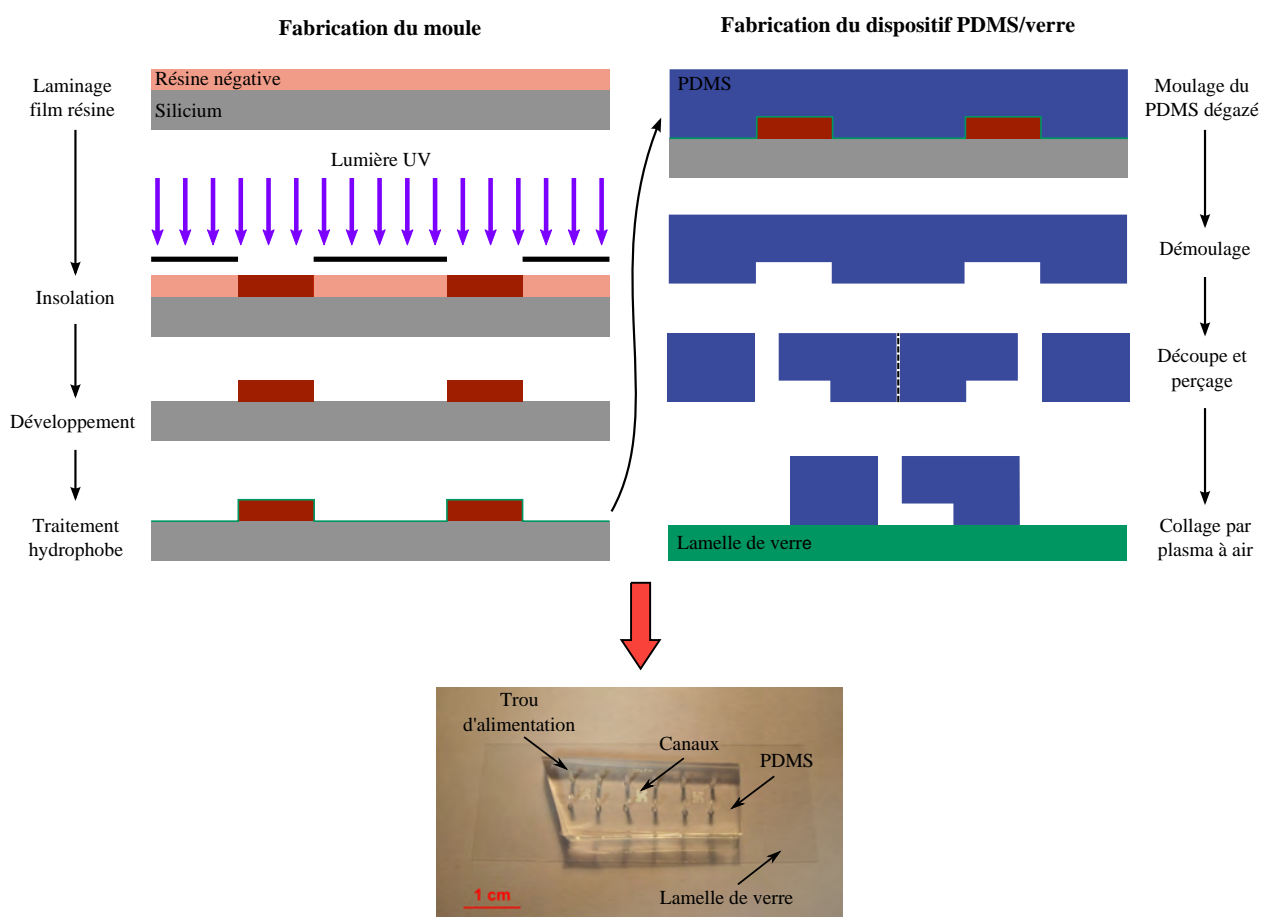 Fabrication du moule
Laminage
film résine
Résine négative
Silicium
Lumière UV
Insolation
Développement
Traitement
hydrophobe
Fabrication du dispositif PDMS/verre
PDMS
Moulage du
PDMS dégazé
Démoulage
Découpe et
perçage
Lamelle de verre
Collage par
plasma à air
Trou
d'alimentation
Canaux
PDMS
Lamelle de verre
1 cm